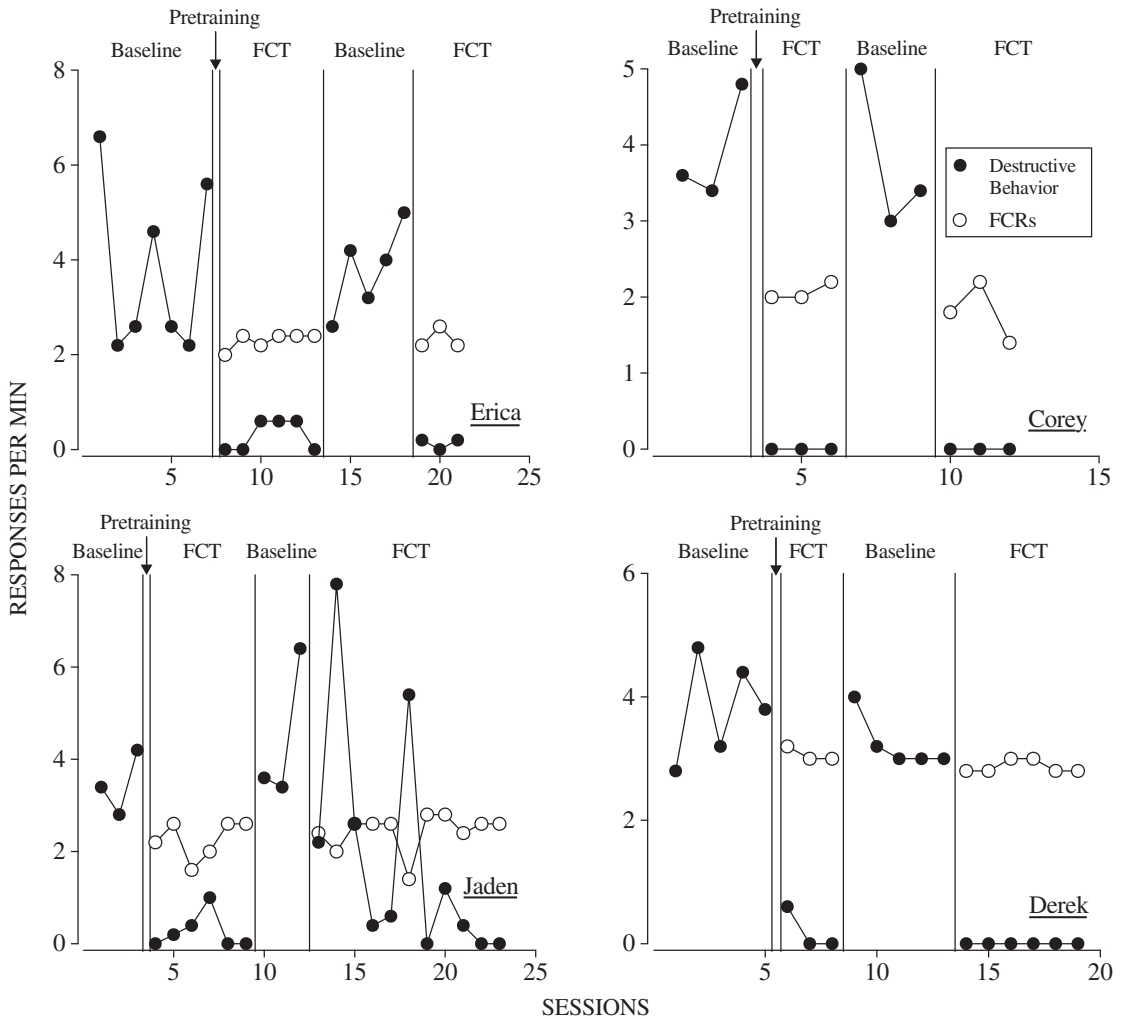 RESPONSES PER MIN
Pretraining
Baseline FCT Baseline FCT
8
6
4
2
0
5 10 15 20 25
Erica
Pretraining
Baseline FCT Baseline FCT
5
4
3
2
1
0
5 10 15
Destructive
Behavior
FCRs
Corey
Pretraining
Baseline FCT Baseline FCT
8
6
4
2
0
5 10 15 20 25
Jaden
Pretraining
Baseline FCT Baseline FCT
6
4
2
0
5 10 15 20
Derek
SESSIONS